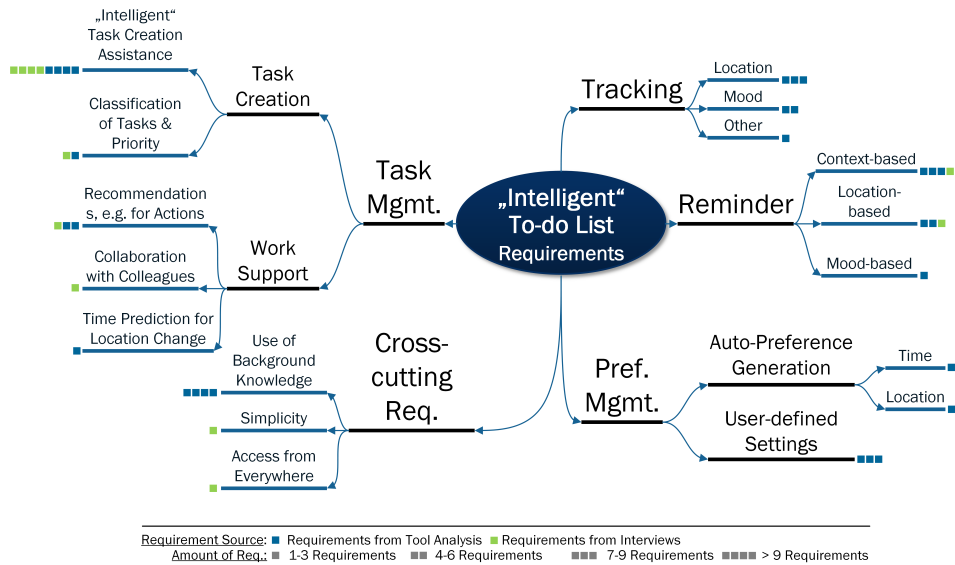 „Intelligent“
Task Creation
Assistance
Classification
of Tasks &
Priority
Task
Creation
Recommendation
s, e.g. for Actions
Collaboration
with Colleagues
Time Prediction for
Location Change
Work
Support
Task
Mgmt.
Use of
Background
Knowledge
Simplicity
Access from
Everywhere
Cross-
cutting
Req.
„Intelligent“
To-do List
Requirements
Tracking
Location
Mood
Other
Reminder
Context-based
Location-
based
Mood-based
Pref.
Mgmt.
Auto-Preference
Generation
Time
Location
User-defined
Settings
Requirement Source: Requirements from Tool Analysis Requirements from Interviews
Amount of Req.: 1-3 Requirements 4-6 Requirements 7-9 Requirements > 9 Requirements